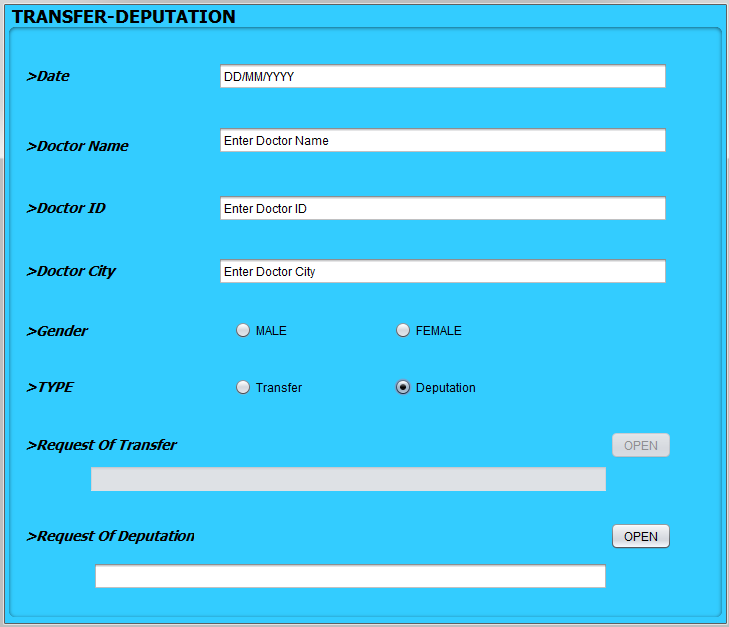 TRANSFER-DEPUTATION
>Date DD/MM/YYYY
>Doctor Name Enter Doctor Name
>Doctor ID Enter Doctor ID
>Doctor City Enter Doctor City
>Gender MALE FEMALE
>TYPE Transfer Deputation
>Request Of Transfer OPEN
>Request Of Deputation OPEN